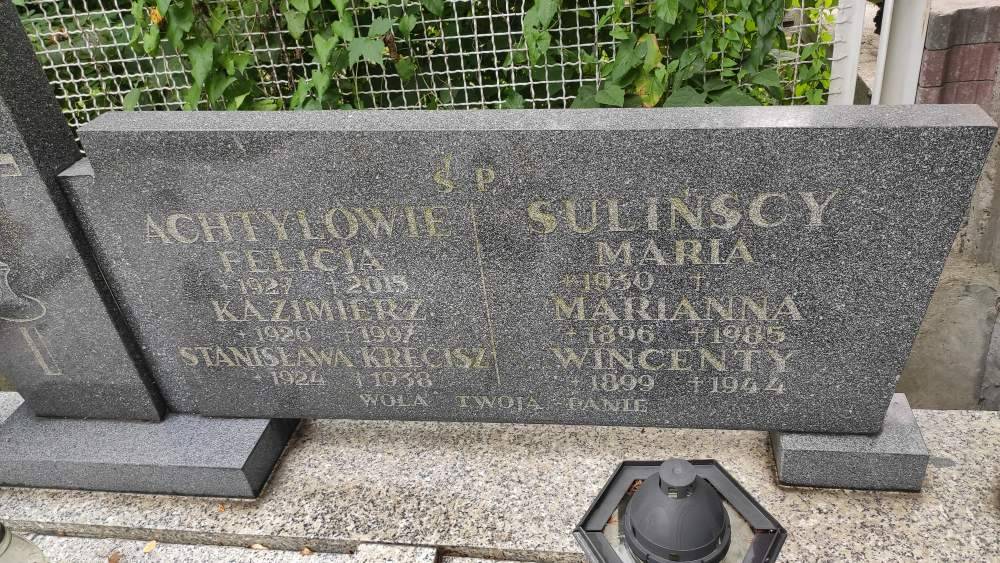 Ś P
ACHTYLOWIE
FELICJA
*1927 †2015
KAZIMIERZ
*1926 †1997
STANISŁAWA KRĘCISZ
*1924 †1938
SULIŃSCY
MARIA
*1930 †
MARIANNA
*1896 †1985
WINCENTY
*1899 †1944
WOLA TWOJA PANIE